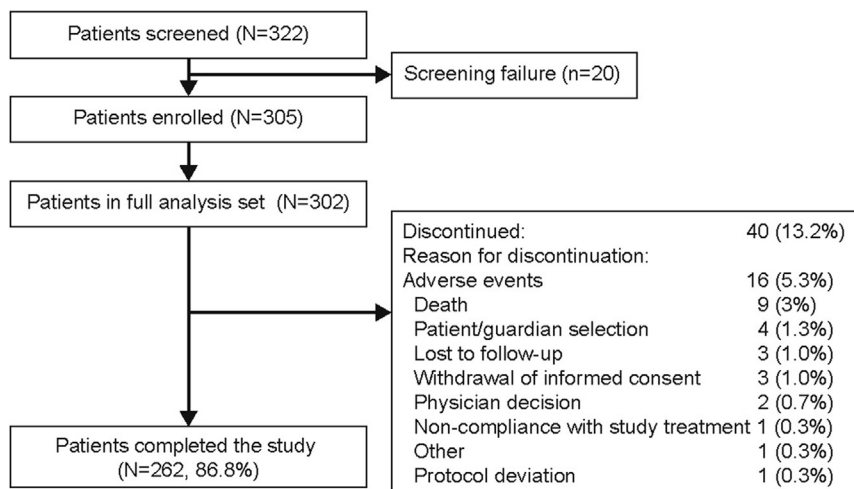 Patients screened (N=322)
Screening failure (n=20)
Patients enrolled (N=305)
Patients in full analysis set (N=302)
Discontinued: 40 (13.2%)
Reason for discontinuation:
Adverse events 16 (5.3%)
Death 9 (3%)
Patient/guardian selection 4 (1.3%)
Lost to follow-up 3 (1.0%)
Withdrawal of informed consent 3 (1.0%)
Physician decision 2 (0.7%)
Non-compliance with study treatment 1 (0.3%)
Other 1 (0.3%)
Protocol deviation 1 (0.3%)
Patients completed the study
(N=262, 86.8%)